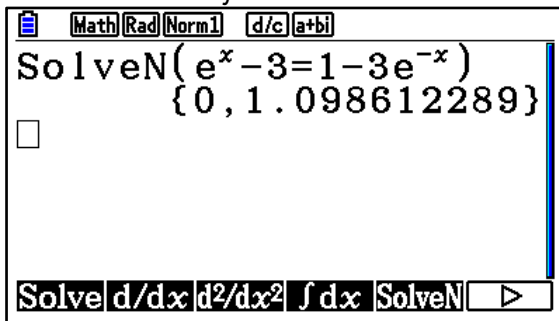 Math Rad Norm1 d/c a+bi
SolveN(eˣ−3=1−3e⁻ˣ)
{0,1.098612289}
Solve d/dx d²/dx² ∫dx SolveN ▷